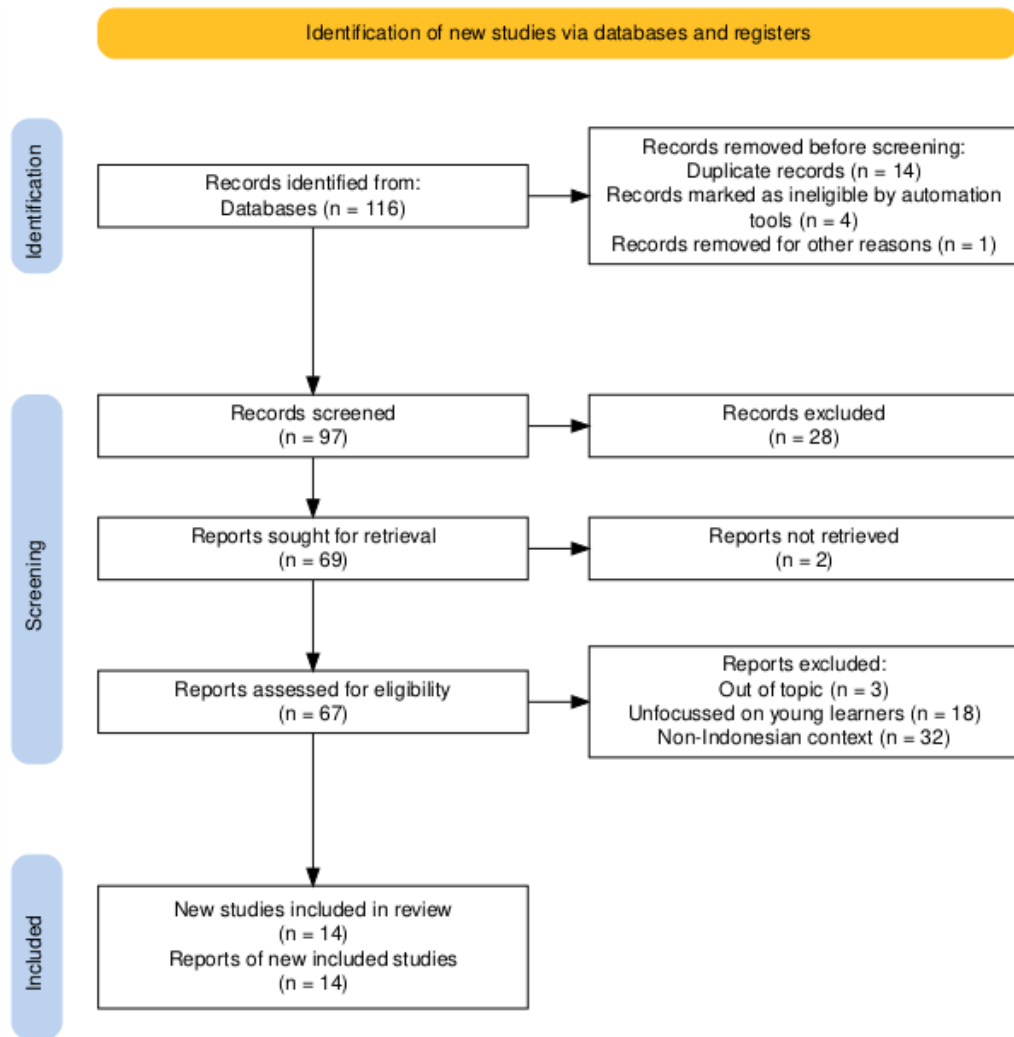 Identification of new studies via databases and registers
Identification
Records identified from:
Databases (n = 116)
Records removed before screening:
Duplicate records (n = 14)
Records marked as ineligible by automation
tools (n = 4)
Records removed for other reasons (n = 1)
Screening
Records screened
(n = 97)
Records excluded
(n = 28)
Reports sought for retrieval
(n = 69)
Reports not retrieved
(n = 2)
Reports assessed for eligibility
(n = 67)
Reports excluded:
Out of topic (n = 3)
Unfocussed on young learners (n = 18)
Non-Indonesian context (n = 32)
Included
New studies included in review
(n = 14)
Reports of new included studies
(n = 14)